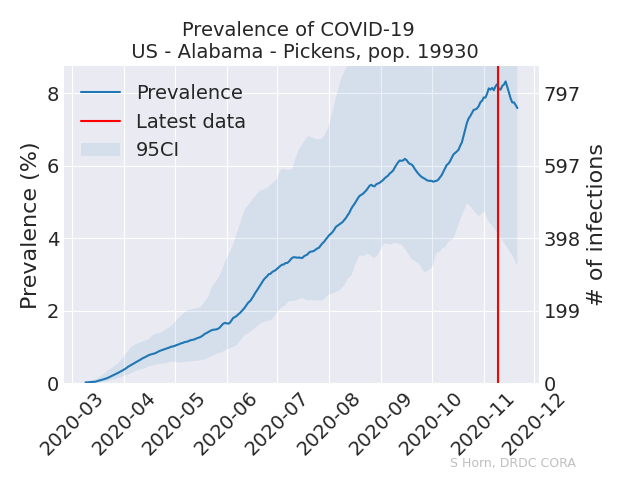 Prevalence of COVID-19
US - Alabama - Pickens, pop. 19930
Prevalence
Latest data
95CI
Prevalence (%)
8
6
4
2
0
# of infections
797
597
398
199
0
2020-03
2020-04
2020-05
2020-06
2020-07
2020-08
2020-09
2020-10
2020-11
2020-12
S Horn, DRDC CORA